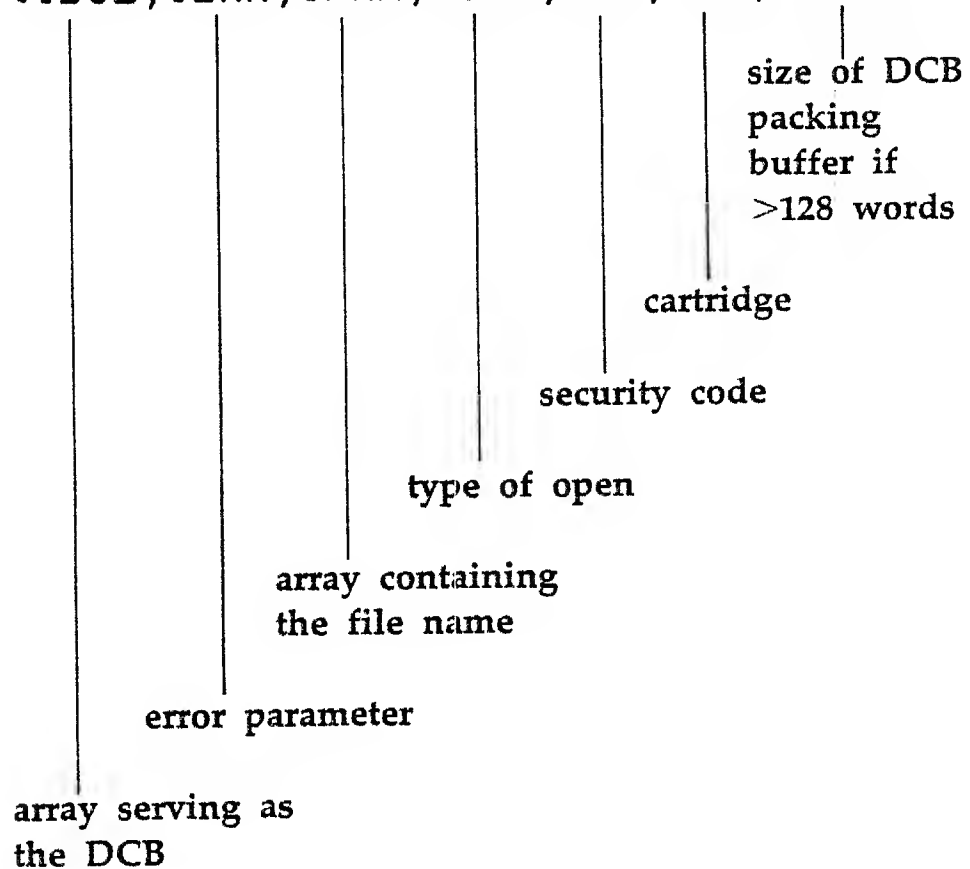 size of DCB
packing
buffer if
>128 words
cartridge
security code
type of open
array containing
the file name
error parameter
array serving as
the DCB